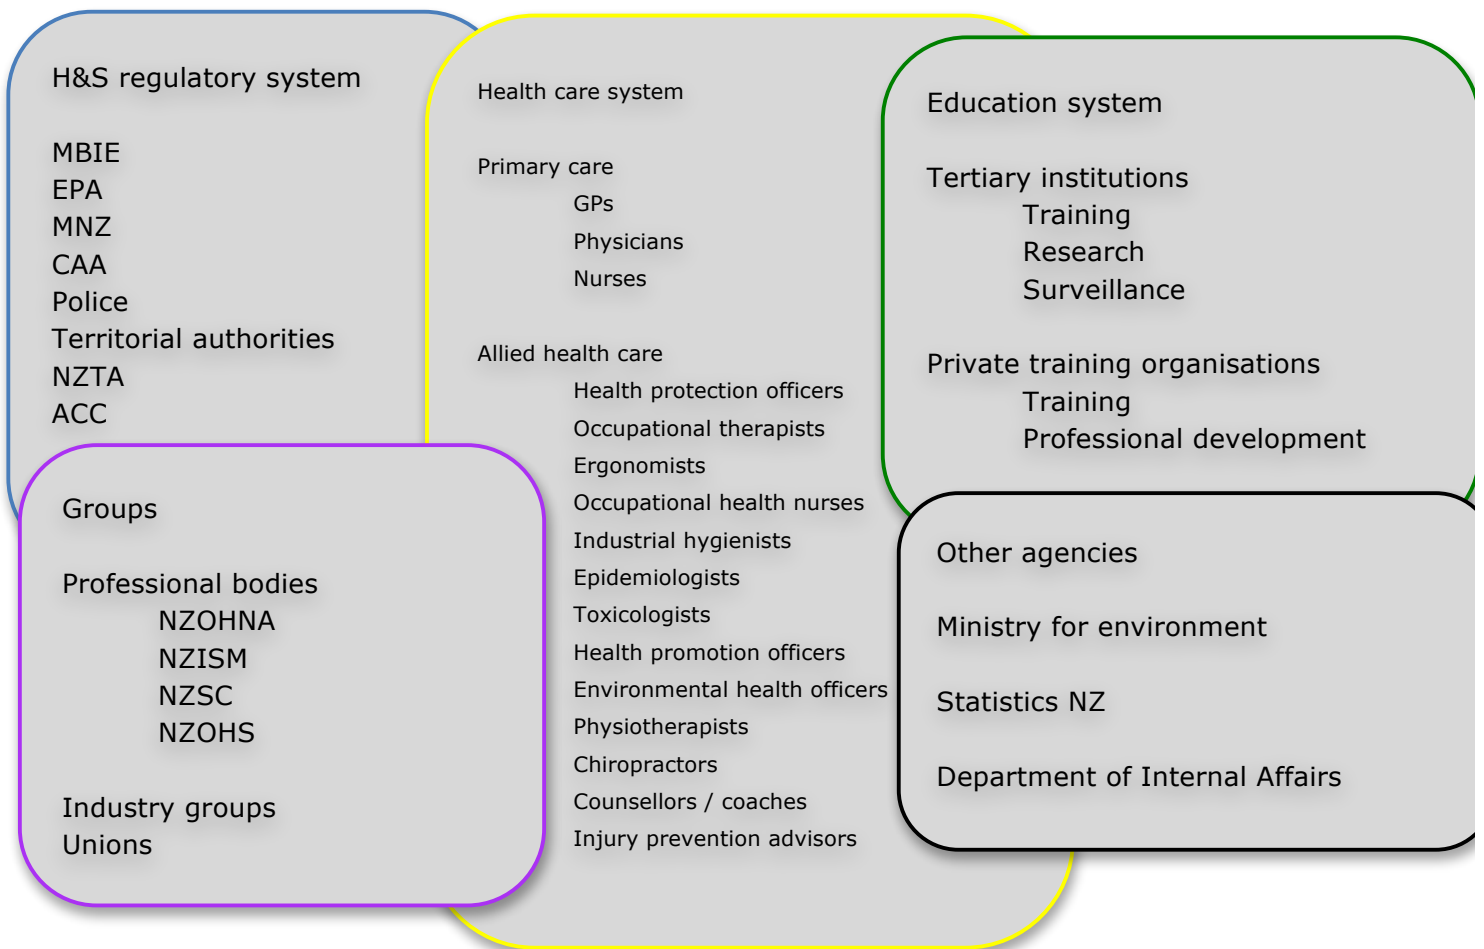 H&S regulatory system
MBIE
EPA
MNZ
CAA
Police
Territorial authorities
NZTA
ACC
Groups
Professional bodies
NZOHNA
NZISM
NZSC
NZOHS
Industry groups
Unions
Health care system
Primary care
GPs
Physicians
Nurses
Allied health care
Health protection officers
Occupational therapists
Ergonomists
Occupational health nurses
Industrial hygienists
Epidemiologists
Toxicologists
Health promotion officers
Environmental health officers
Physiotherapists
Chiropractors
Counsellors / coaches
Injury prevention advisors
Education system
Tertiary institutions
Training
Research
Surveillance
Private training organisations
Training
Professional development
Other agencies
Ministry for environment
Statistics NZ
Department of Internal Affairs